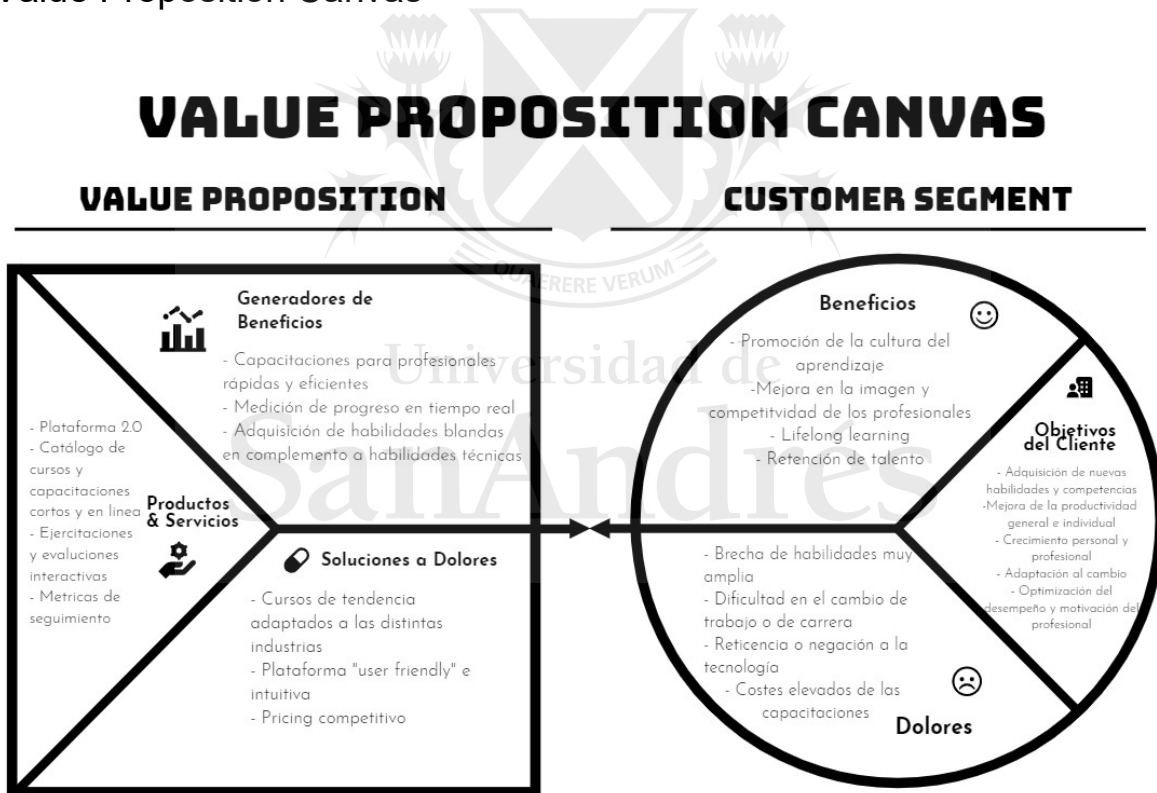 Value Proposition Canvas
VALUE PROPOSITION CANVAS
VALUE PROPOSITION
CUSTOMER SEGMENT
QUAERERE VERUM
Universidad de
SanAndrés
Generadores de
Beneficios
- Capacitaciones para profesionales
rápidas y eficientes
- Medición de progreso en tiempo real
- Adquisición de habilidades blandas
en complemento a habilidades técnicas
- Plataforma 2.0
- Catálogo de
cursos y
capacitaciones
cortos y en linea
- Ejercitaciones
y evaluciones
interactivas
- Metricas de
seguimiento
Productos
& Servicios
Soluciones a Dolores
- Cursos de tendencia
adaptados a las distintas
industrias
- Plataforma "user friendly" e
intuitiva
- Pricing competitivo
Beneficios
- Promoción de la cultura del
aprendizaje
-Mejora en la imagen y
competitvidad de los profesionales
- Lifelong learning
- Retención de talento
Objetivos
del Cliente
- Adquisición de nuevas
habilidades y competencias
-Mejora de la productividad
general e individual
- Crecimiento personal y
profesional
- Adaptación al cambio
- Optimización del
desempeño y motivación del
profesional
- Brecha de habilidades muy
amplia
- Dificultad en el cambio de
trabajo o de carrera
- Reticencia o negación a la
tecnología
- Costes elevados de las
capacitaciones
Dolores